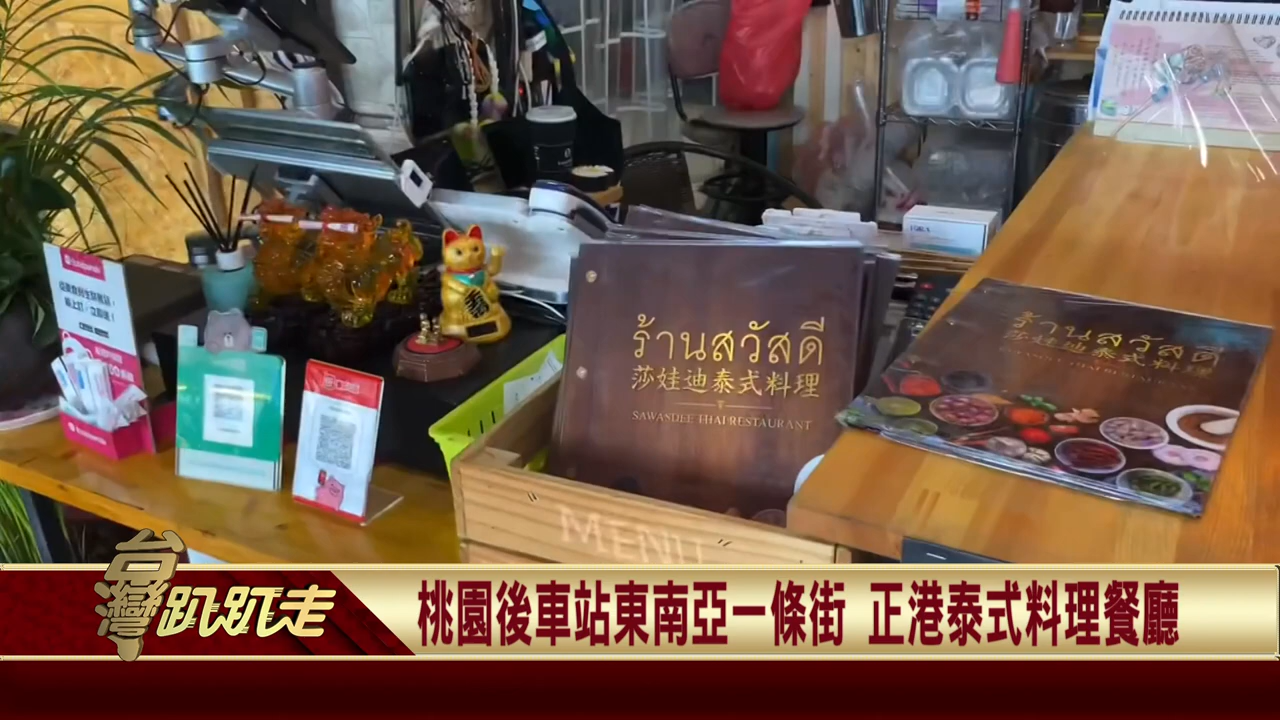 ร้านสวัสดี
莎娃迪泰式料理
SAWASDEE THAI RESTAURANT
ร้านสวัสดี
莎娃迪泰式料理
MENU
台灣趴趴走
桃園後車站東南亞一條街 正港泰式料理餐廳